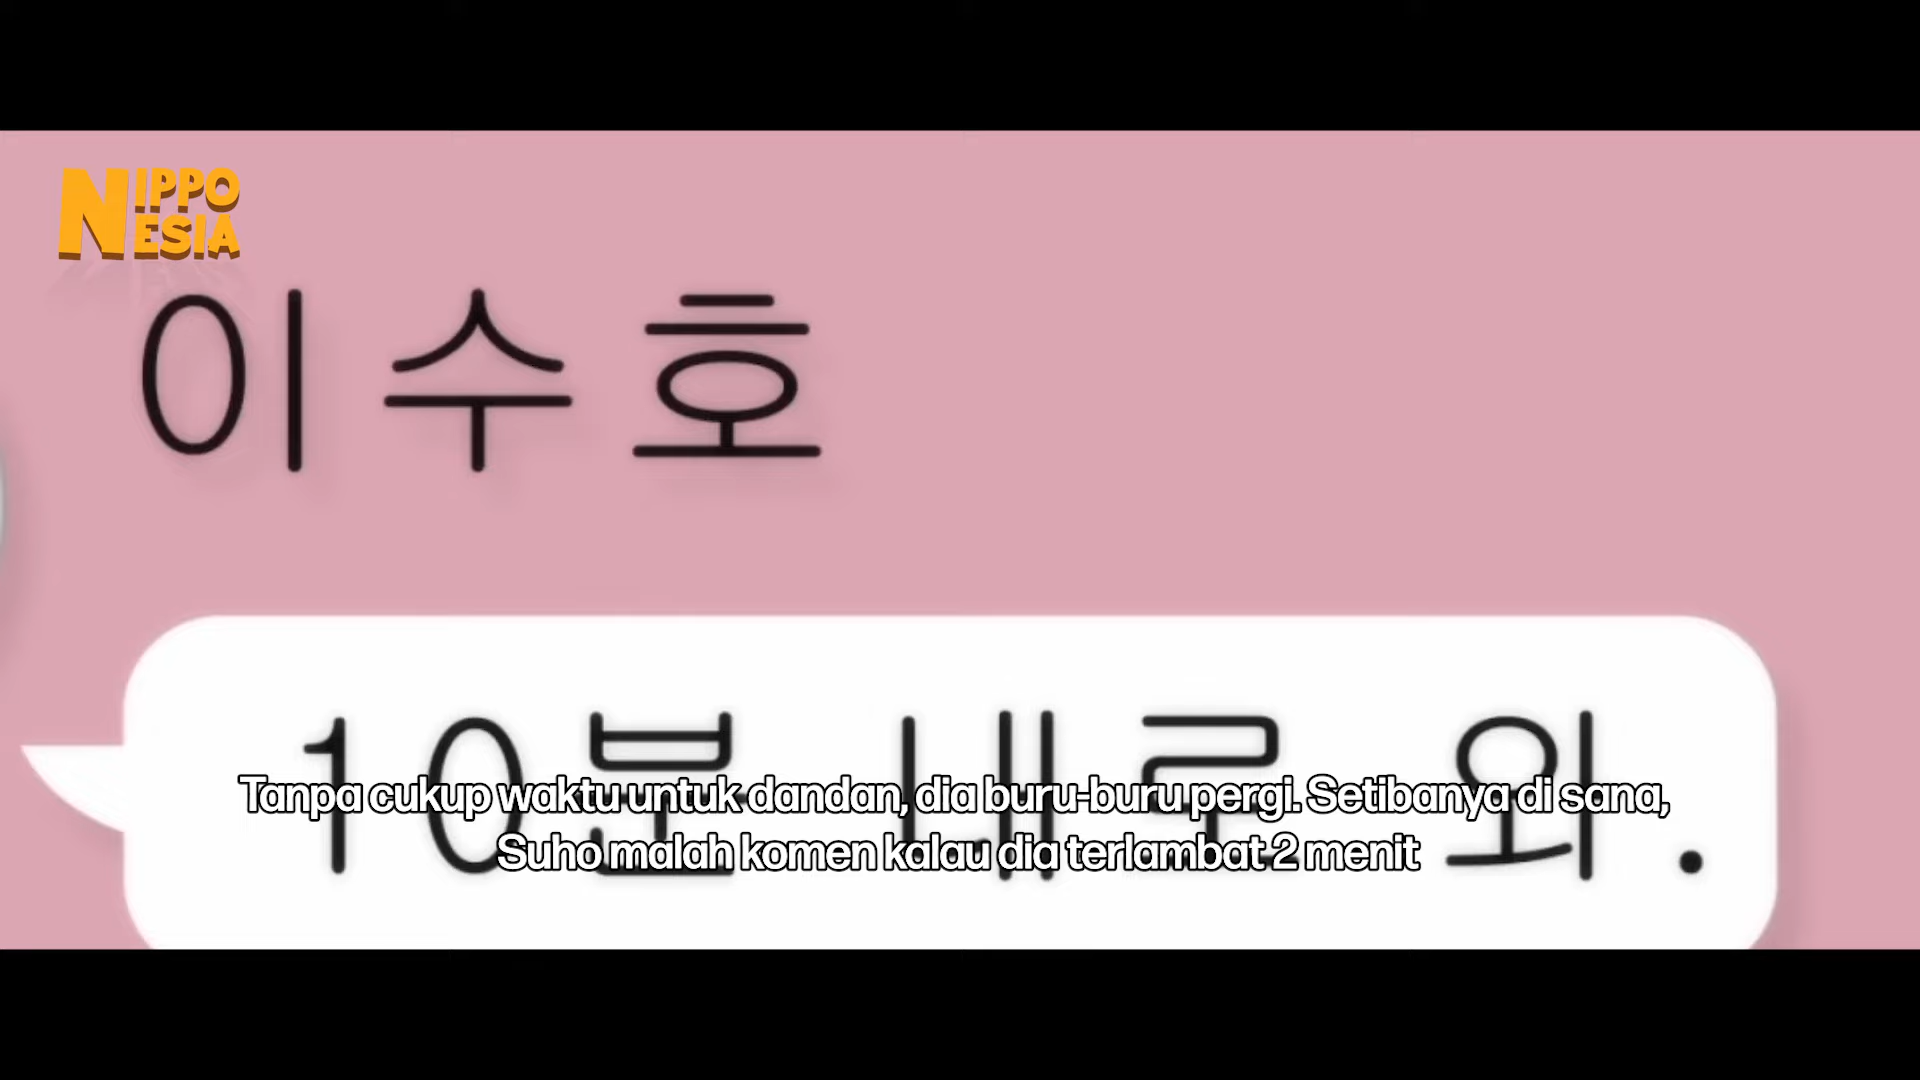 NIPPO
NESIA
이수호
10분 내로 와.
Tanpa cukup waktu untuk dandan, dia buru-buru pergi. Setibanya di sana,
Suho malah komen kalau dia terlambat 2 menit